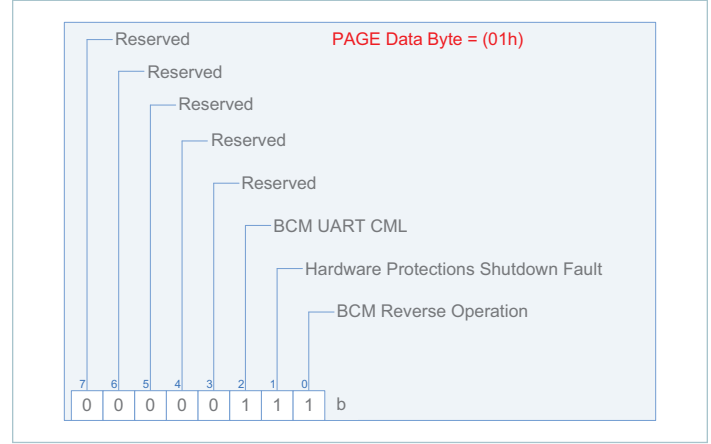 Reserved PAGE Data Byte = (01h)
Reserved
Reserved
Reserved
Reserved
BCM UART CML
Hardware Protections Shutdown Fault
BCM Reverse Operation
7 6 5 4 3 2 1 0
0 0 0 0 0 1 1 1 b